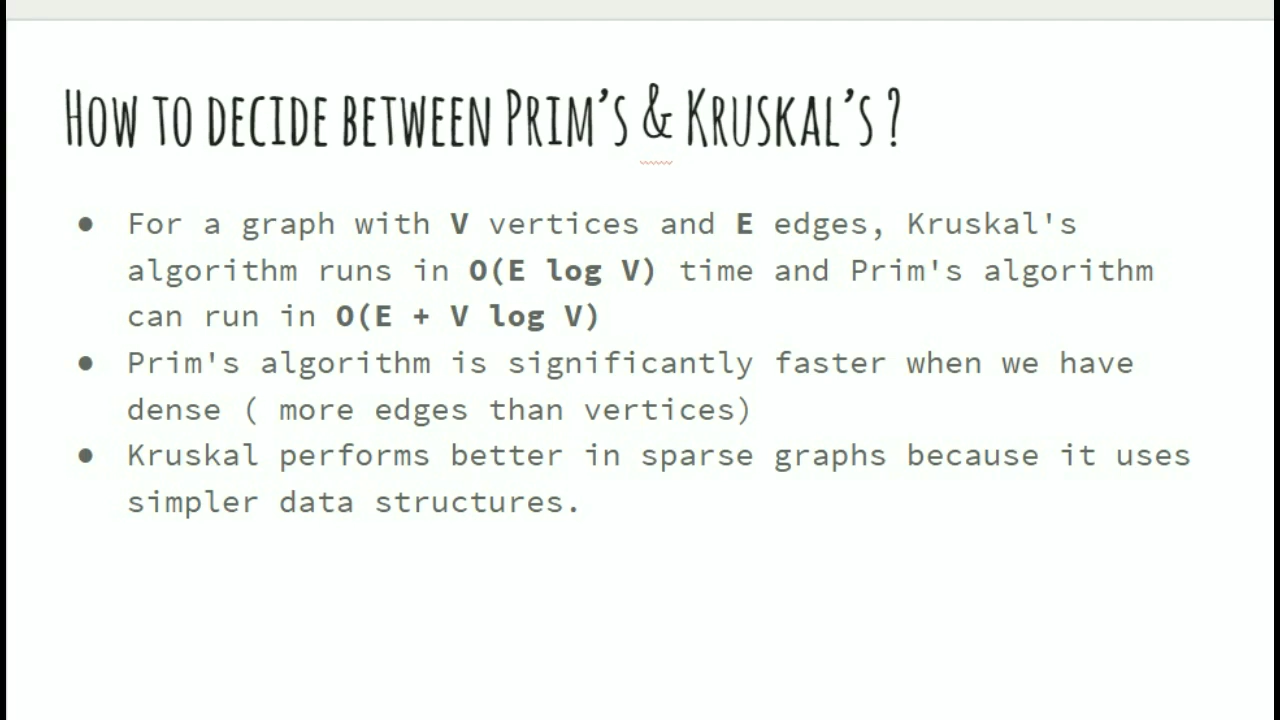 How to decide between Prim’s & Kruskal’s ?
● For a graph with V vertices and E edges, Kruskal's
algorithm runs in O(E log V) time and Prim's algorithm
can run in O(E + V log V)
● Prim's algorithm is significantly faster when we have
dense ( more edges than vertices)
● Kruskal performs better in sparse graphs because it uses
simpler data structures.